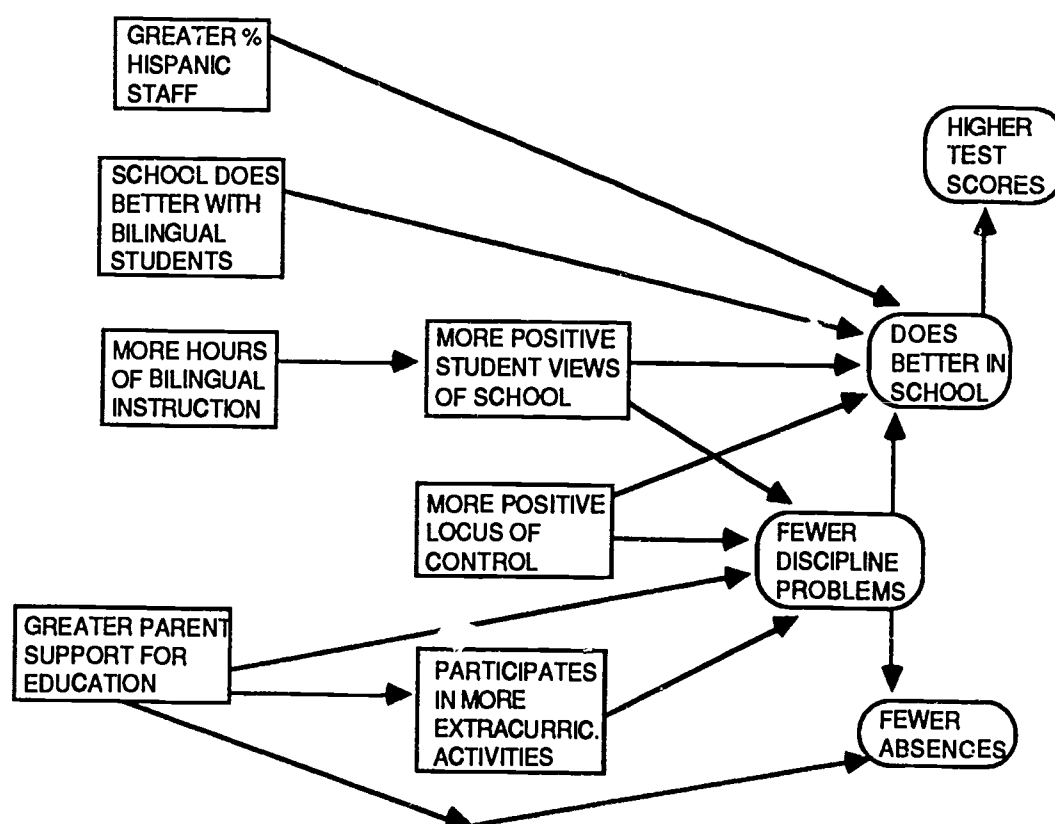 GREATER %
HISPANIC
STAFF
HIGHER
TEST
SCORES
SCHOOL DOES
BETTER WITH
BILINGUAL
STUDENTS
MORE HOURS
OF BILINGUAL
INSTRUCTION
MORE POSITIVE
STUDENT VIEWS
OF SCHOOL
DOES
BETTER IN
SCHOOL
MORE POSITIVE
LOCUS OF
CONTROL
FEWER
DISCIPLINE
PROBLEMS
GREATER PARENT
SUPPORT FOR
EDUCATION
PARTICIPATES
IN MORE
EXTRACURRIC.
ACTIVITIES
FEWER
ABSENCES